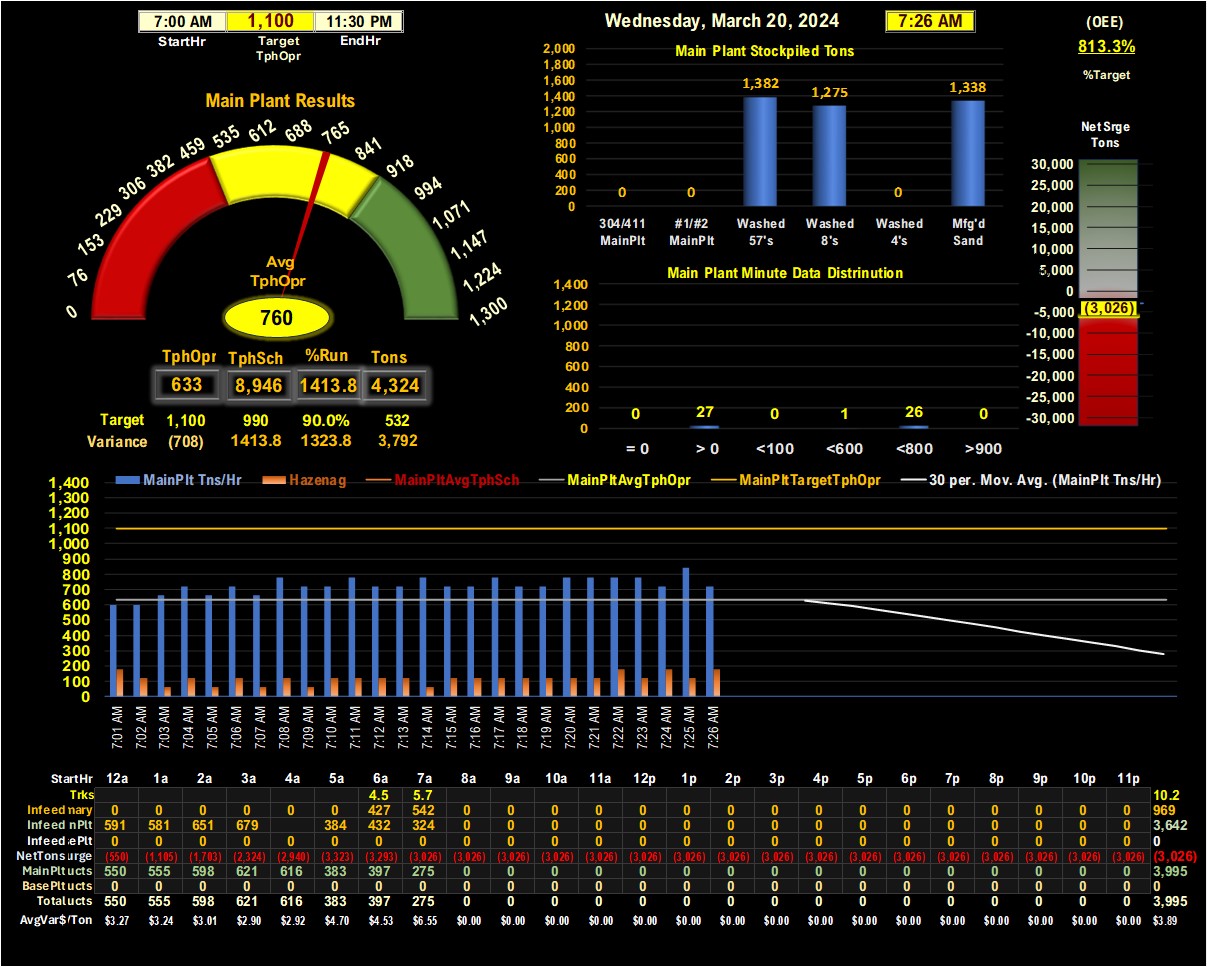 7:00 AM 1,100 11:30 PM
StartHr Target TphOpr EndHr
Wednesday, March 20, 2024 7:26 AM
(OEE)
813.3%
%Target
Main Plant Stockpiled Tons
2,000
1,800
1,600
1,400
1,200
1,000
800
600
400
200
0
0 0 1,382 1,275 0 1,338
304/411 MainPlt #1/#2 MainPlt Washed 57's Washed 8's Washed 4's Mfg'd Sand
Main Plant Results
0 76 153 229 306 382 459 535 612 688 765 841 918 994 1,071 1,147 1,224 1,300
Avg
TphOpr
760
TphOpr TphSch %Run Tons
633 8,946 1413.8 4,324
Target 1,100 990 90.0% 532
Variance (708) 1413.8 1323.8 3,792
Main Plant Minute Data Distrinution
1,400
1,200
1,000
800
600
400
200
0
0 27 0 1 26 0
= 0 > 0 <100 <600 <800 >900
Net Srge
Tons
30,000
25,000
20,000
15,000
10,000
5,000
0
(3,026)
-5,000
-10,000
-15,000
-20,000
-25,000
-30,000
MainPlt Tns/Hr Hazenag MainPltAvgTphSch MainPltAvgTphOpr MainPltTargetTphOpr 30 per. Mov. Avg. (MainPlt Tns/Hr)
1,400
1,300
1,200
1,100
1,000
900
800
700
600
500
400
300
200
100
0
7:01 AM 7:02 AM 7:03 AM 7:04 AM 7:05 AM 7:06 AM 7:07 AM 7:08 AM 7:09 AM 7:10 AM 7:11 AM 7:12 AM 7:13 AM 7:14 AM 7:15 AM 7:16 AM 7:17 AM 7:18 AM 7:19 AM 7:20 AM 7:21 AM 7:22 AM 7:23 AM 7:24 AM 7:25 AM 7:26 AM
StartHr 12a 1a 2a 3a 4a 5a 6a 7a 8a 9a 10a 11a 12p 1p 2p 3p 4p 5p 6p 7p 8p 9p 10p 11p
Trks 4.5 5.7 10.2
Infeed nary 0 0 0 0 0 0 427 542 0 0 0 0 0 0 0 0 0 0 0 0 0 0 0 0 969
Infeed nPlt 591 581 651 679 384 432 324 0 0 0 0 0 0 0 0 0 0 0 0 0 0 0 0 3,642
Infeed ePlt 0 0 0 0 0 0 0 0 0 0 0 0 0 0 0 0 0 0 0 0 0 0 0 0
NetTons urge (550) (1,105) (1,703) (2,324) (2,940) (3,323) (3,293) (3,026) (3,026) (3,026) (3,026) (3,026) (3,026) (3,026) (3,026) (3,026) (3,026) (3,026) (3,026) (3,026) (3,026) (3,026) (3,026) (3,026) (3,026)
MainPlt ucts 550 555 598 621 616 383 397 275 0 0 0 0 0 0 0 0 0 0 0 0 0 0 0 0 3,995
BasePlt ucts 0 0 0 0 0 0 0 0 0 0 0 0 0 0 0 0 0 0 0 0 0 0 0 0 0
Total ucts 550 555 598 621 616 383 397 275 0 0 0 0 0 0 0 0 0 0 0 0 0 0 0 0 3,995
AvgVar$/Ton $3.27 $3.24 $3.01 $2.90 $2.92 $4.70 $4.53 $6.55 $0.00 $0.00 $0.00 $0.00 $0.00 $0.00 $0.00 $0.00 $0.00 $0.00 $0.00 $0.00 $0.00 $0.00 $0.00 $0.00 $3.89